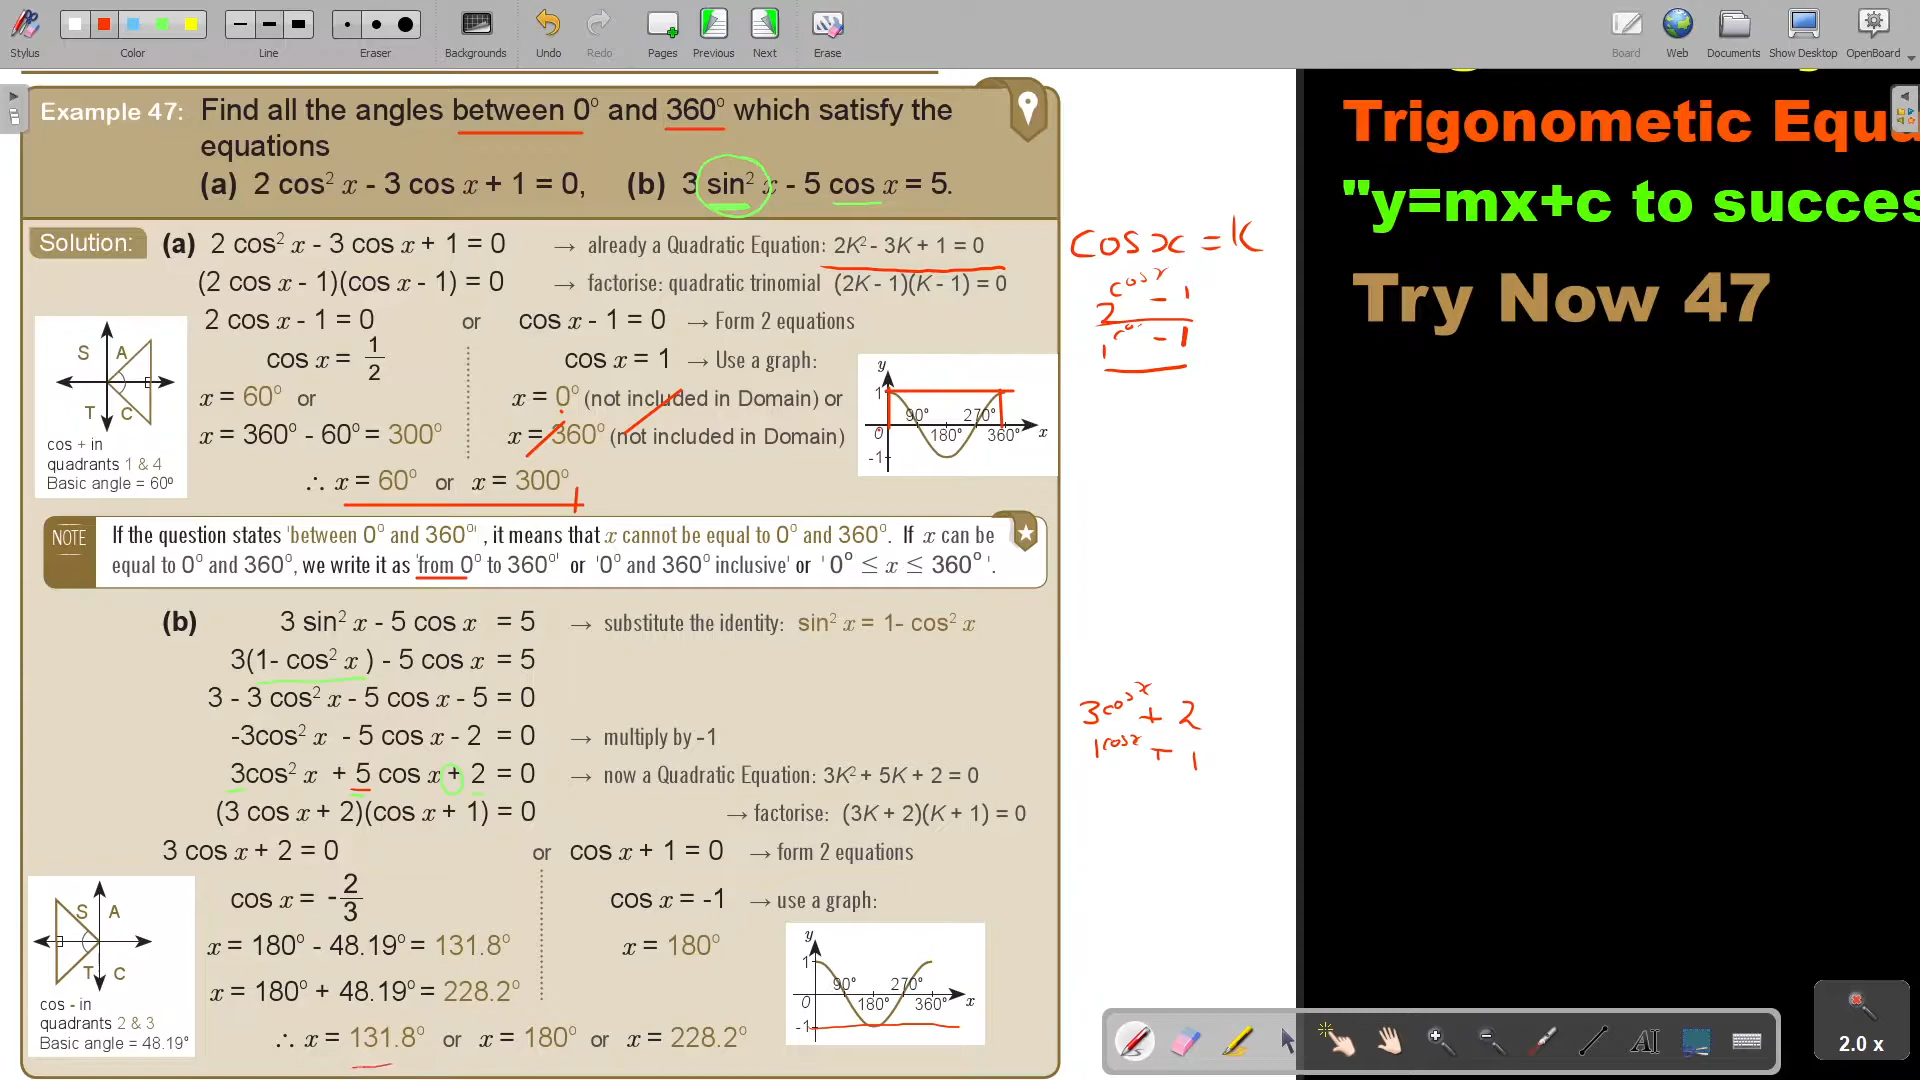 Stylus
Color
Line
Eraser
Backgrounds
Undo
Redo
Pages
Previous
Next
Erase
Board
Web
Documents
Show Desktop
OpenBoard
Example 47: Find all the angles between 0° and 360° which satisfy the
equations
(a) 2 cos² x - 3 cos x + 1 = 0, (b) 3 sin² x - 5 cos x = 5.
Solution: (a) 2 cos² x - 3 cos x + 1 = 0 → already a Quadratic Equation: 2K² - 3K + 1 = 0
(2 cos x - 1)(cos x - 1) = 0 → factorise: quadratic trinomial (2K - 1)(K - 1) = 0
2 cos x - 1 = 0 or cos x - 1 = 0 → Form 2 equations
cos x = 1/2 cos x = 1 → Use a graph:
x = 60° or x = 0° (not included in Domain) or
x = 360° - 60° = 300° x = 360° (not included in Domain)
∴ x = 60° or x = 300°
S A
T C
cos + in
quadrants 1 & 4
Basic angle = 60º
y
1
90° 270°
0 180° 360° x
-1
cos x = K
2 cos x - 1
1 cos - 1
NOTE If the question states 'between 0° and 360°', it means that x cannot be equal to 0° and 360°. If x can be
equal to 0° and 360°, we write it as 'from 0° to 360°' or '0° and 360° inclusive' or '0° ≤ x ≤ 360°'.
(b) 3 sin² x - 5 cos x = 5 → substitute the identity: sin² x = 1- cos² x
3(1- cos² x ) - 5 cos x = 5
3 - 3 cos² x - 5 cos x - 5 = 0
-3cos² x - 5 cos x - 2 = 0 → multiply by -1
3cos² x + 5 cos x + 2 = 0 → now a Quadratic Equation: 3K² + 5K + 2 = 0
(3 cos x + 2)(cos x + 1) = 0 → factorise: (3K + 2)(K + 1) = 0
3 cos x + 2 = 0 or cos x + 1 = 0 → form 2 equations
cos x = -2/3 cos x = -1 → use a graph:
x = 180° - 48.19° = 131.8° x = 180°
x = 180° + 48.19° = 228.2°
∴ x = 131.8° or x = 180° or x = 228.2°
S A
T C
cos - in
quadrants 2 & 3
Basic angle = 48.19°
y
1
90° 270°
0 180° 360° x
-1
3cos x + 2
1cos x + 1
Trigonometic Equa
"y=mx+c to succes
Try Now 47
AI
2.0 x